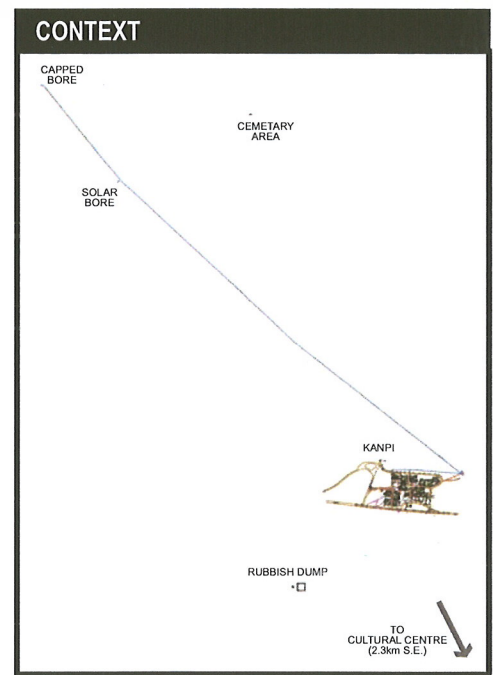 CONTEXT
CAPPED
BORE
CEMETARY
AREA
SOLAR
BORE
KANPI
RUBBISH DUMP
TO
CULTURAL CENTRE
(2.3km S.E.)